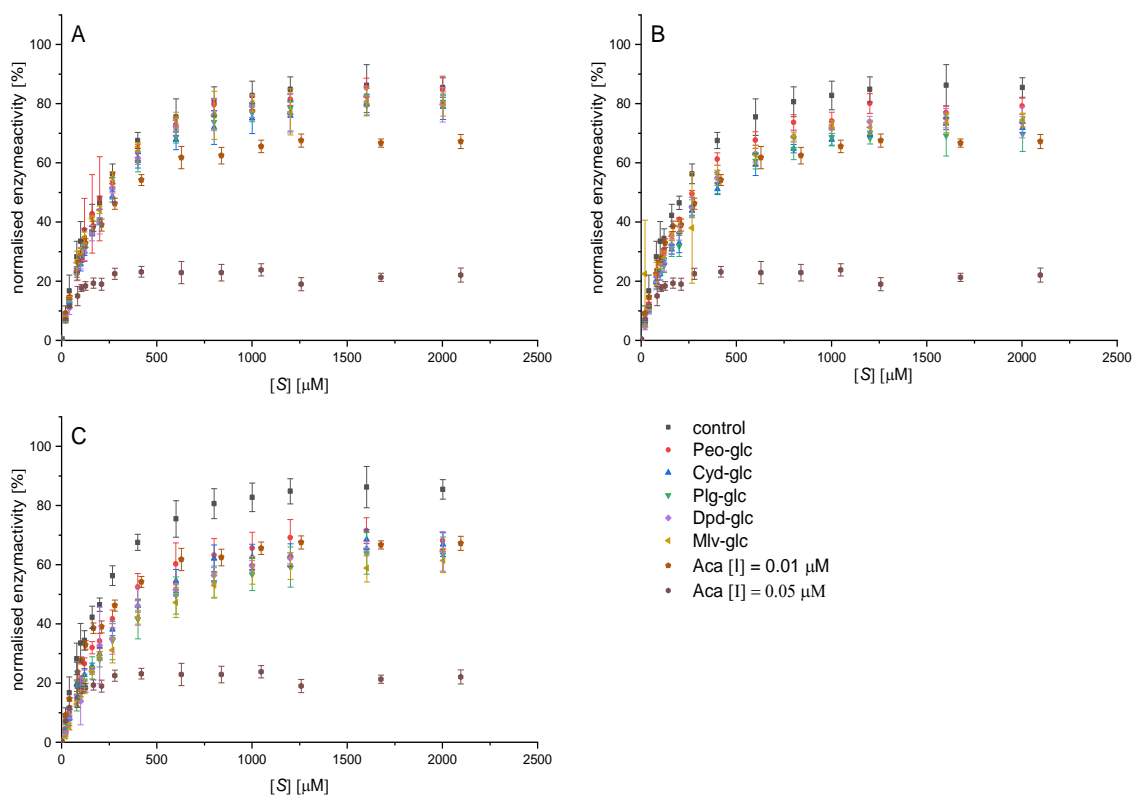 A
normalised enzymeactivity [%]
100
80
60
40
20
0
0 500 1000 1500 2000 2500
[S] [μM]
B
normalised enzymeactivity [%]
100
80
60
40
20
0
0 500 1000 1500 2000 2500
[S] [μM]
C
normalised enzymactivity [%]
100
80
60
40
20
0
0 500 1000 1500 2000 2500
[S] [μM]
control
Peo-glc
Cyd-glc
Plg-glc
Dpd-glc
Mlv-glc
Aca [I] = 0.01 μM
Aca [I] = 0.05 μM